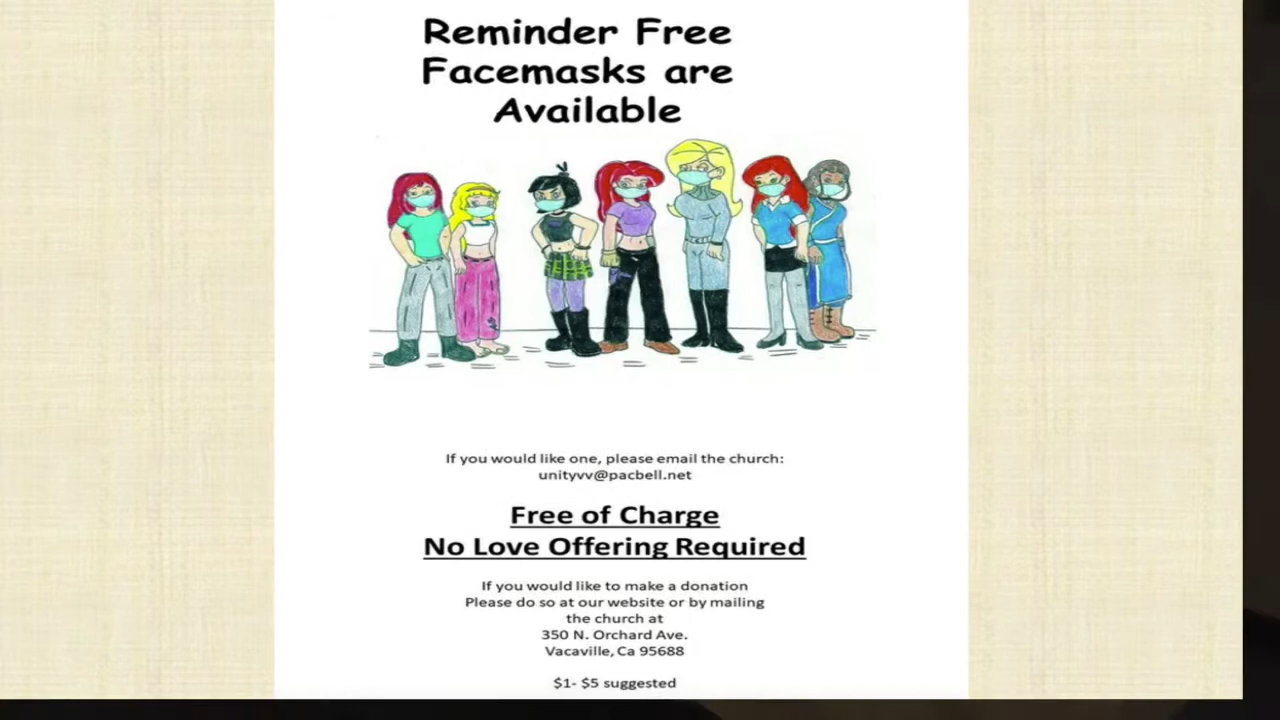 Reminder Free
Facemasks are
Available
If you would like one, please email the church:
unityvv@pacbell.net
Free of Charge
No Love Offering Required
If you would like to make a donation
Please do so at our website or by mailing
the church at
350 N. Orchard Ave.
Vacaville, Ca 95688
$1- $5 suggested